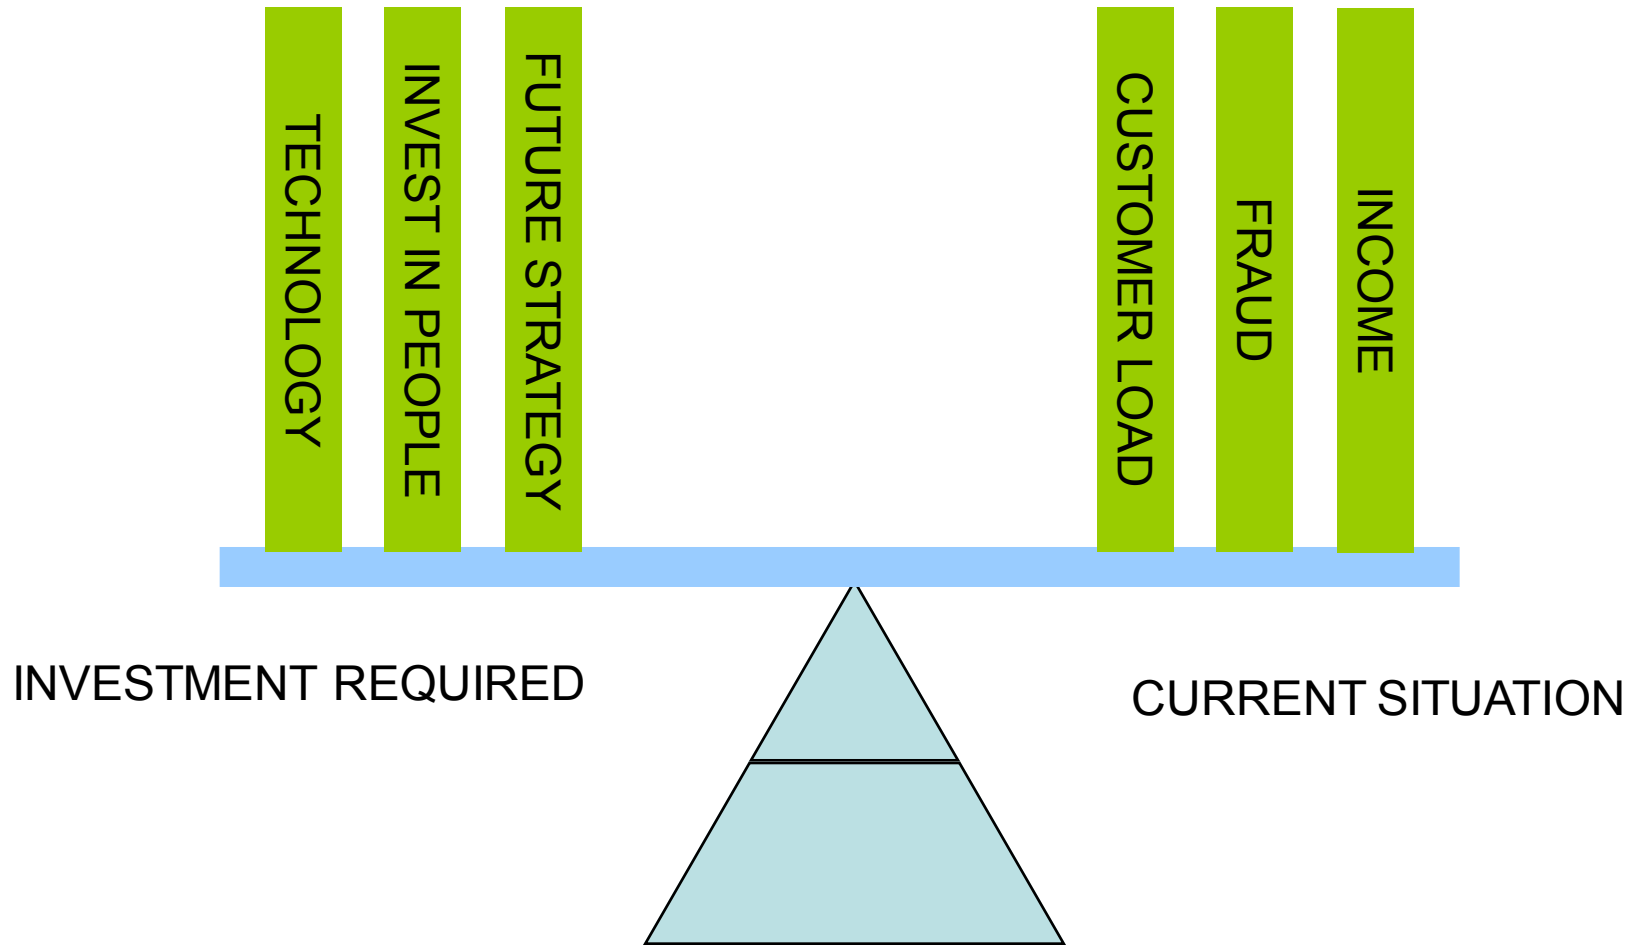 TECHNOLOGY
INVEST IN PEOPLE
FUTURE STRATEGY
CUSTOMER LOAD
FRAUD
INCOME
INVESTMENT REQUIRED
CURRENT SITUATION